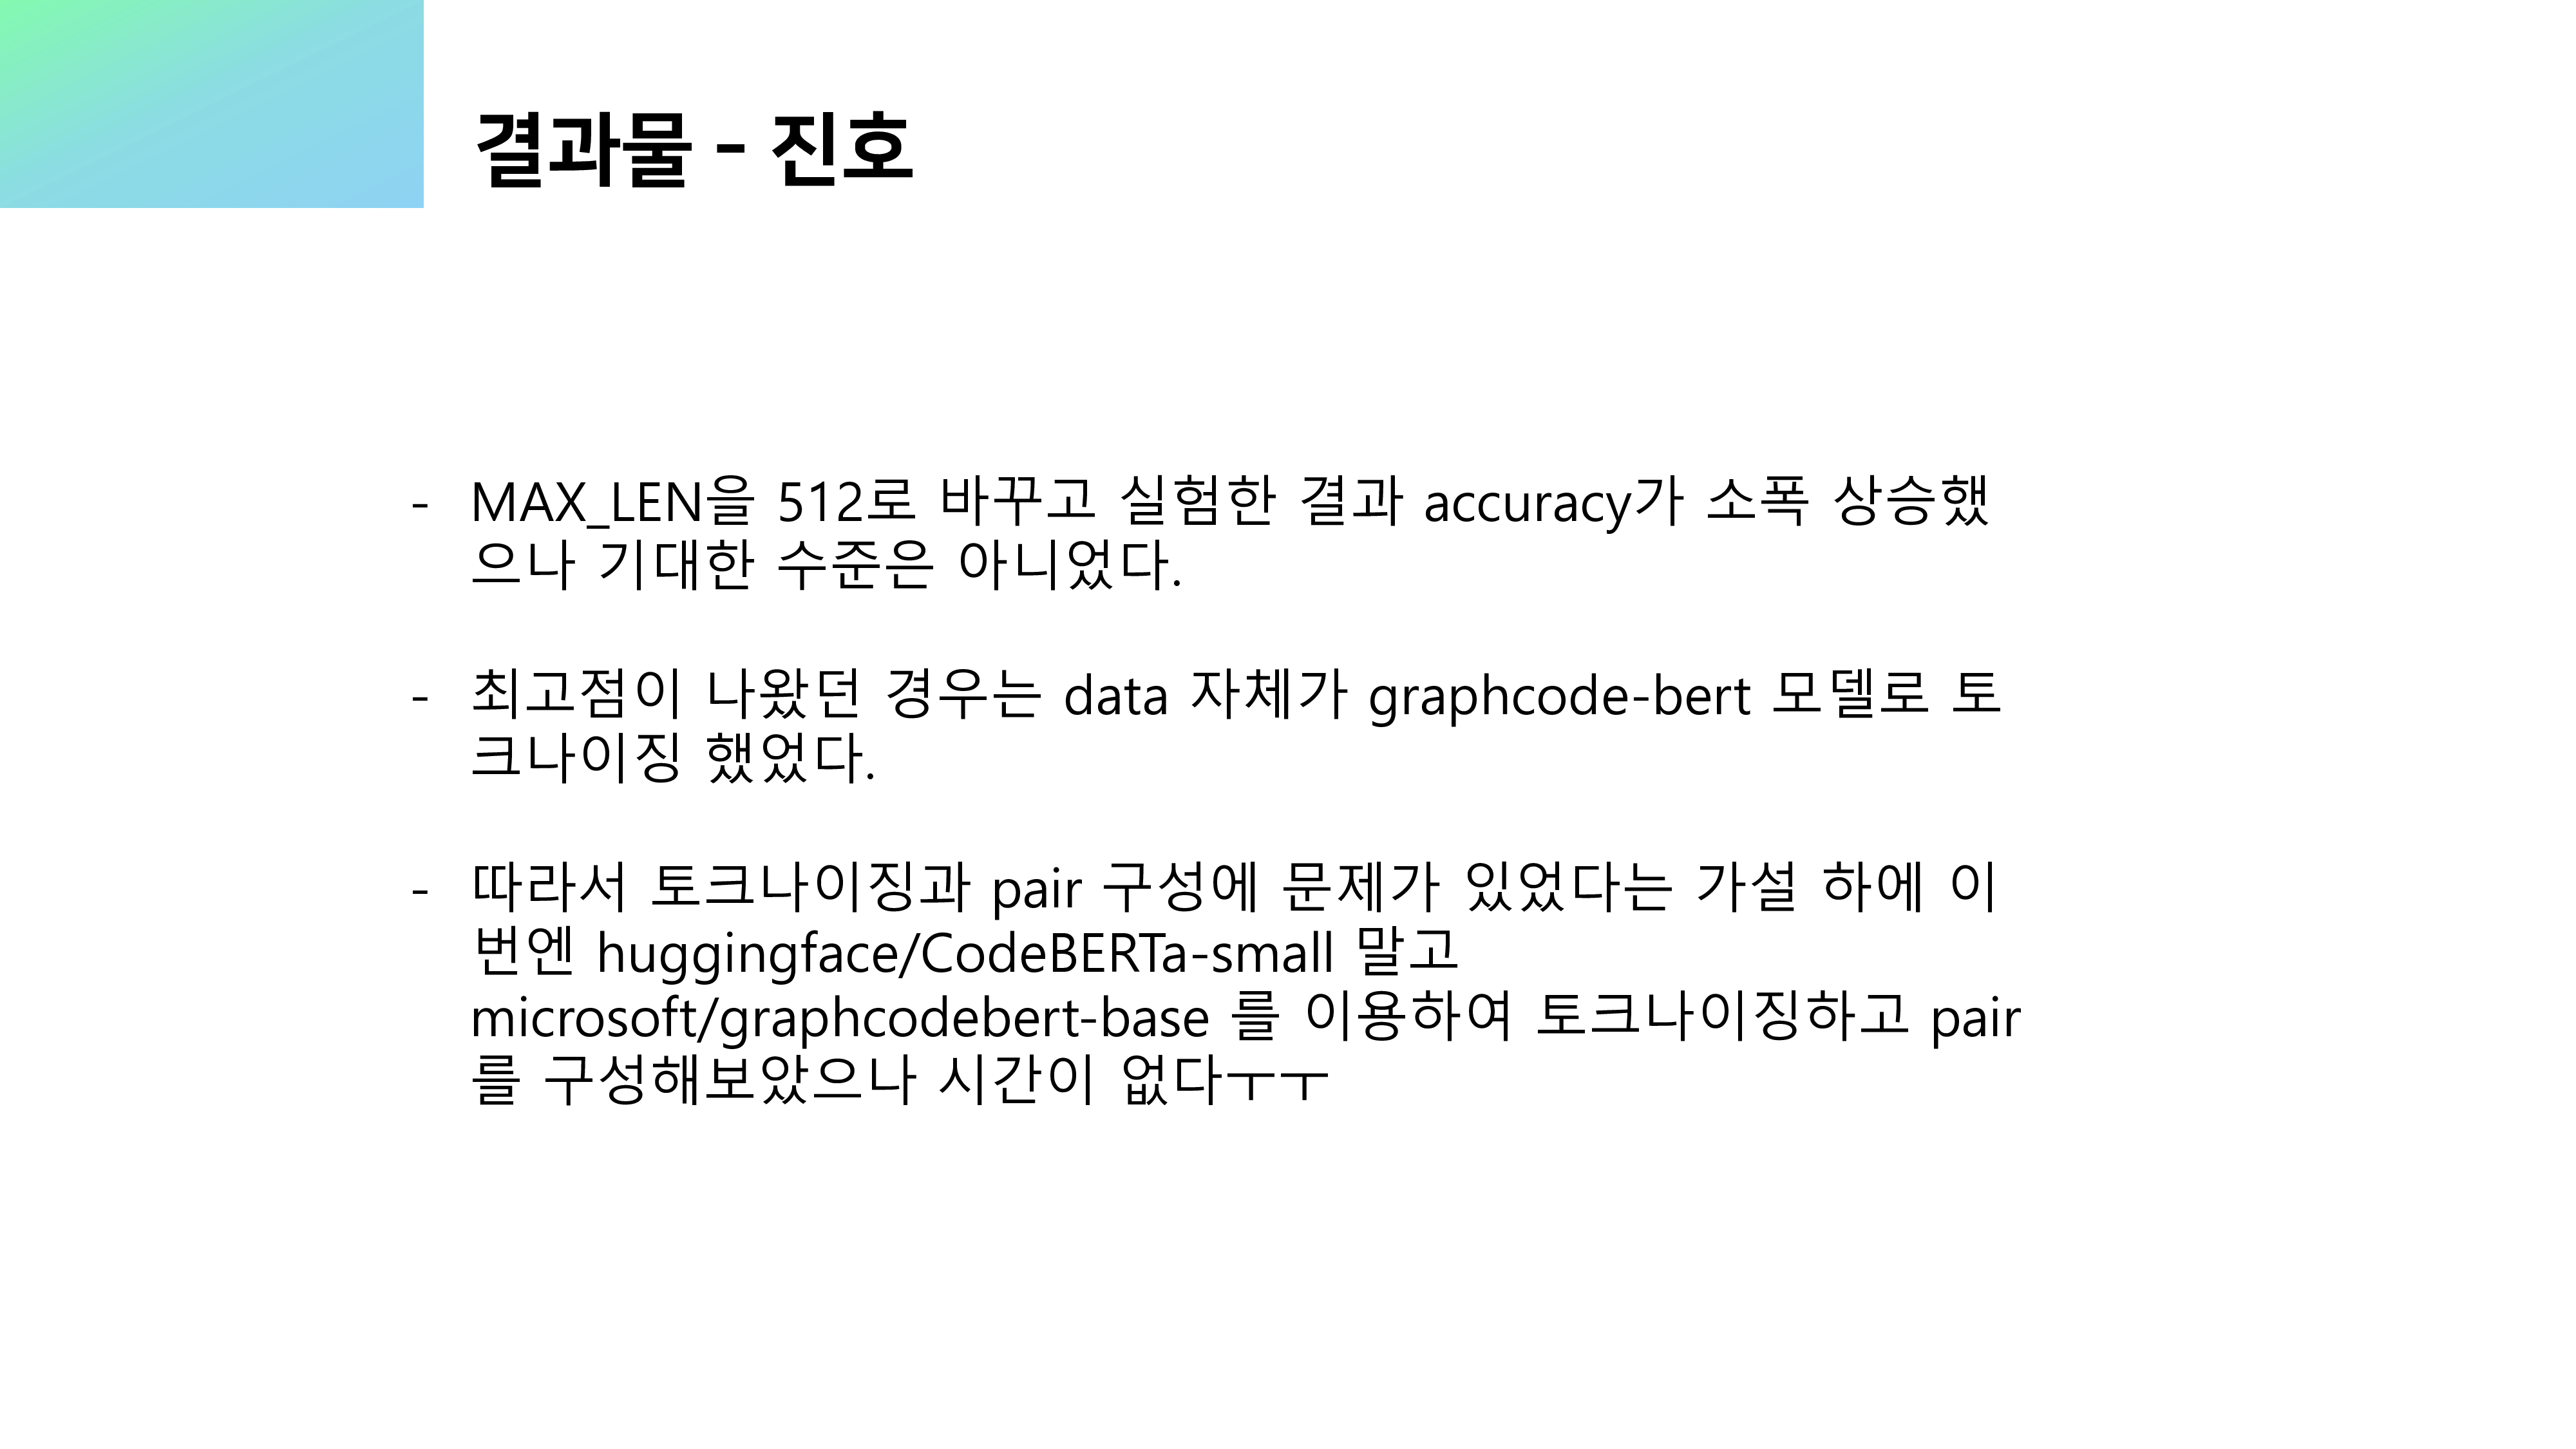 결과물 - 진호
- MAX_LEN을 512로 바꾸고 실험한 결과 accuracy가 소폭 상승했
으나 기대한 수준은 아니었다.
- 최고점이 나왔던 경우는 data 자체가 graphcode-bert 모델로 토
크나이징 했었다.
- 따라서 토크나이징과 pair 구성에 문제가 있었다는 가설 하에 이
번엔 huggingface/CodeBERTa-small 말고
microsoft/graphcodebert-base 를 이용하여 토크나이징하고 pair
를 구성해보았으나 시간이 없다ㅜㅜ